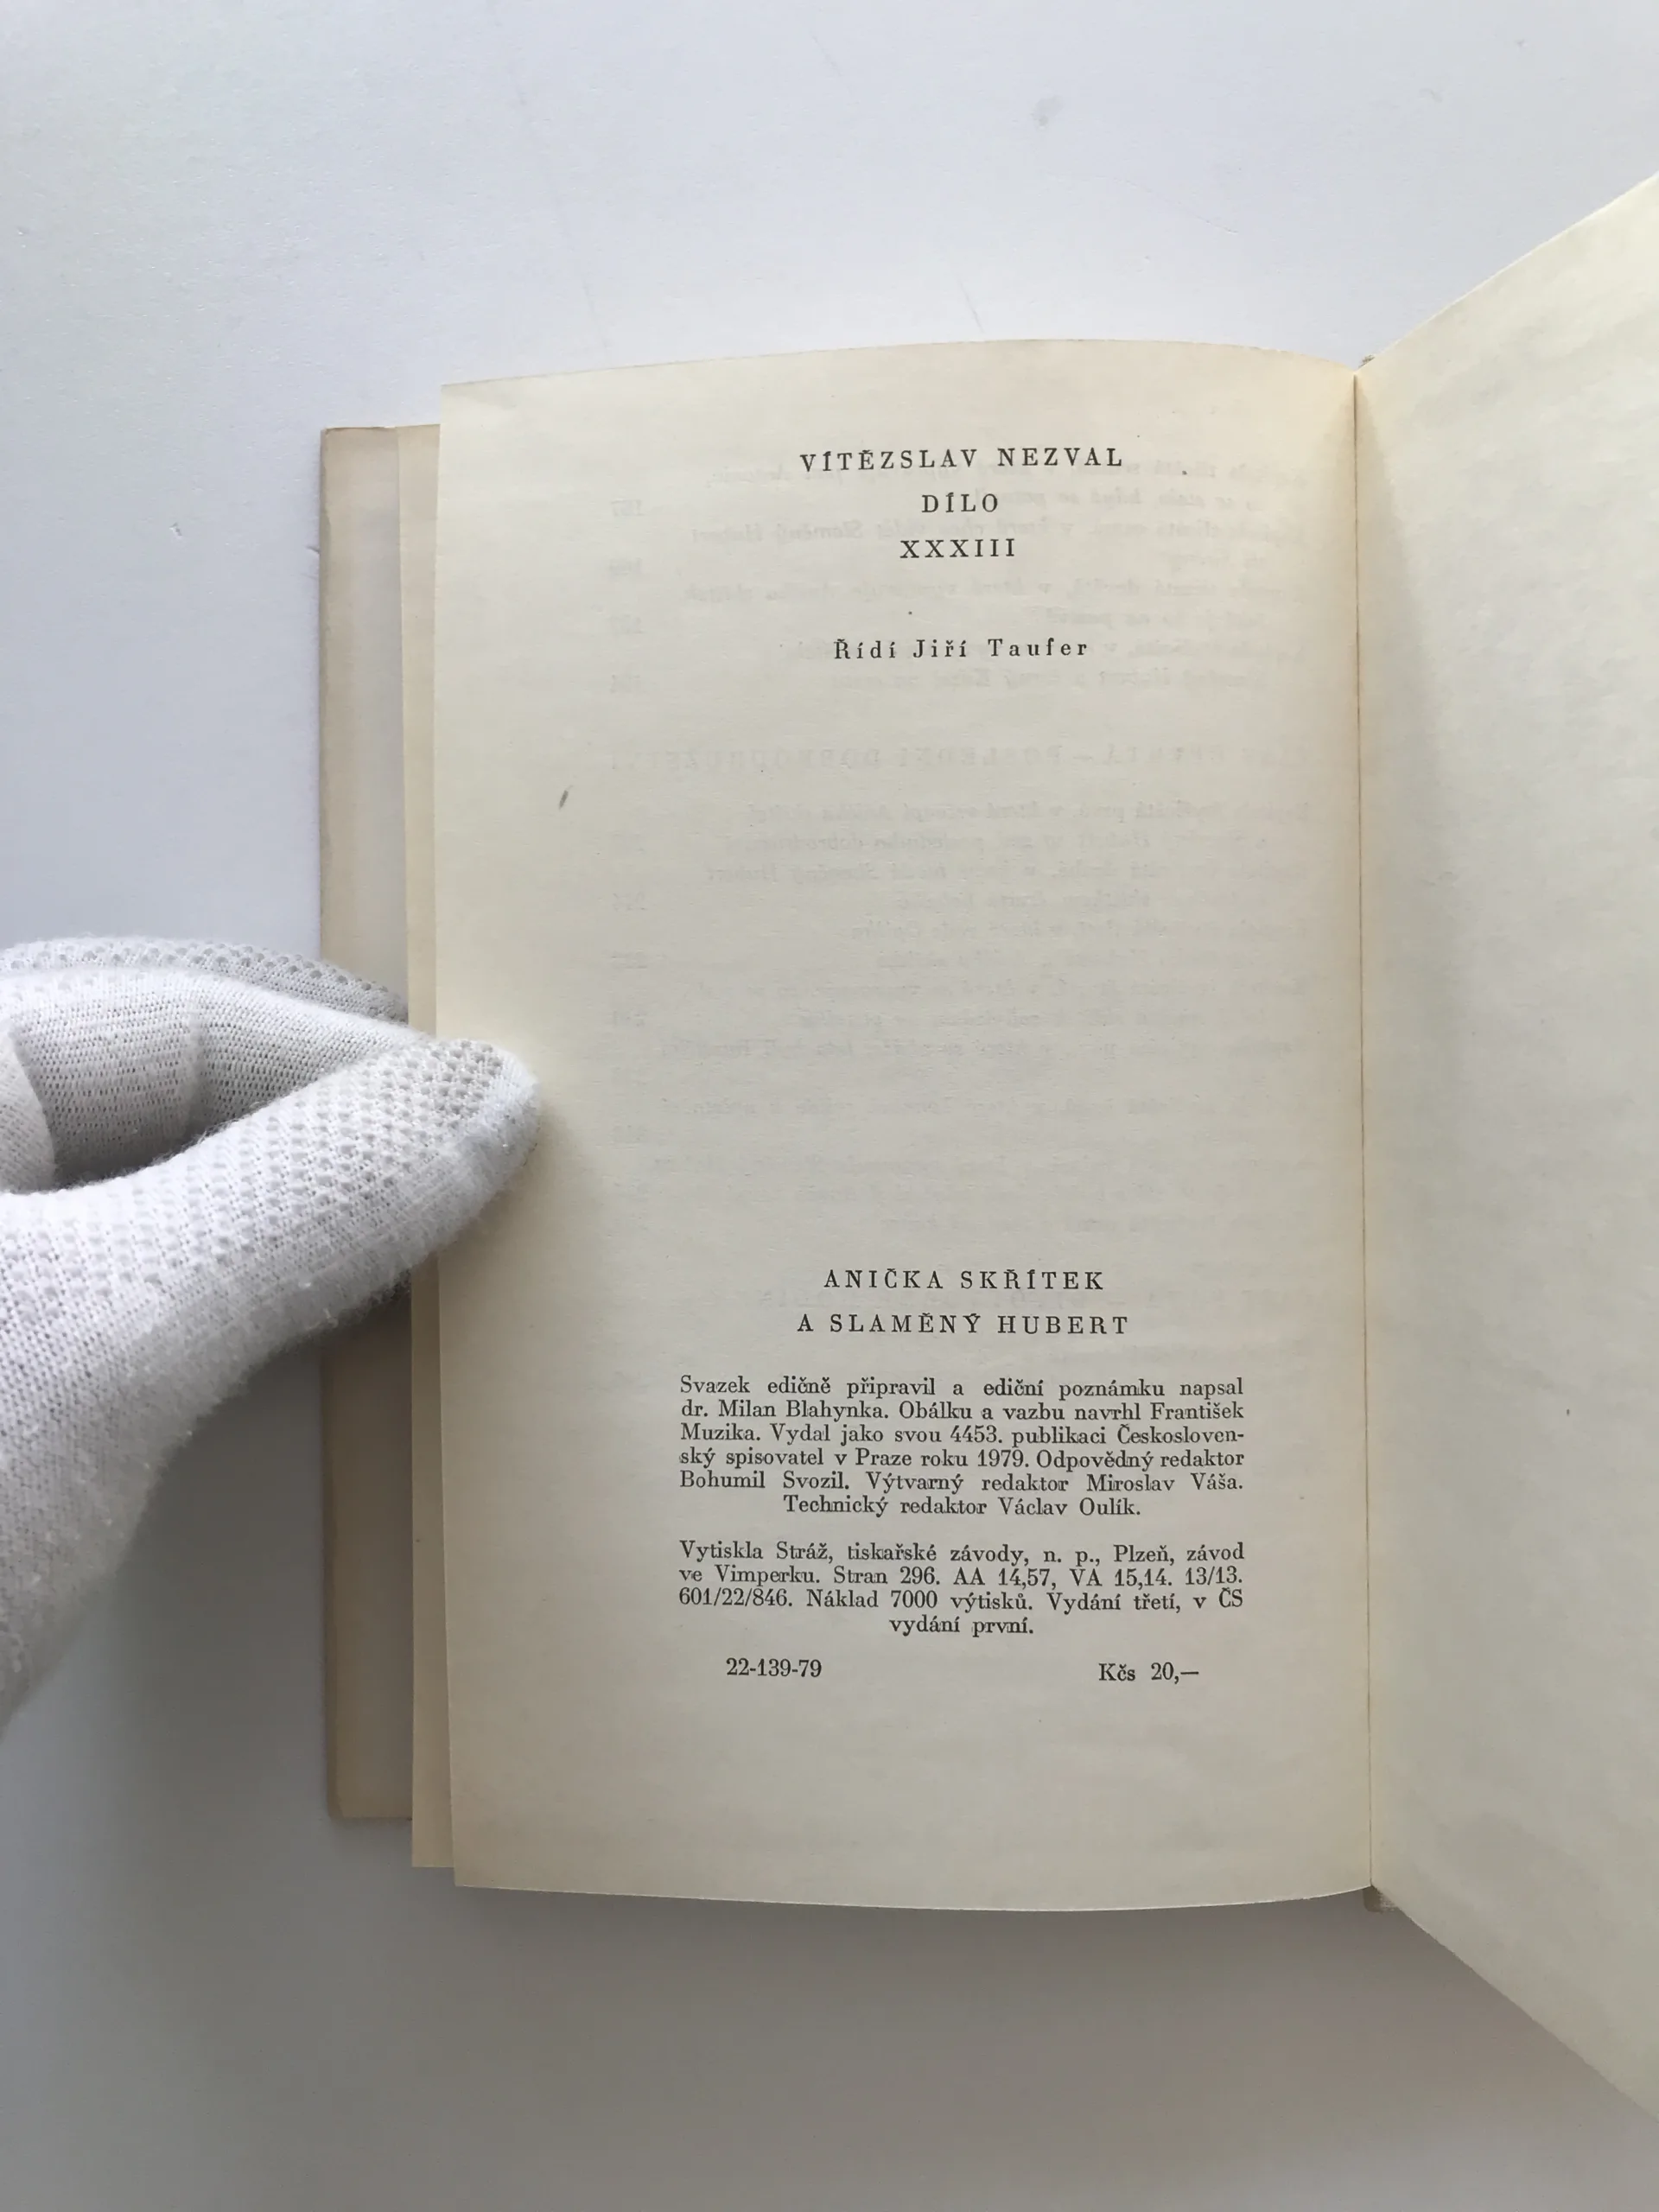 VÍTĚZSLAV NEZVAL
DÍLO
XXXIII
Řídí Jiří Taufer
ANIČKA SKŘÍTEK
A SLAMĚNÝ HUBERT
Svazek edičně připravil a ediční poznámku napsal
dr. Milan Blahynka. Obálku a vazbu navrhl František
Muzika. Vydal jako svou 4453. publikaci Českosloven-
ský spisovatel v Praze roku 1979. Odpovědný redaktor
Bohumil Svozil. Výtvarný redaktor Miroslav Váša.
Technický redaktor Václav Oulík.
Vytiskla Stráž, tiskařské závody, n. p., Plzeň, závod
ve Vimperku. Stran 296. AA 14,57, VA 15,14. 13/13.
601/22/846. Náklad 7000 výtisků. Vydání třetí, v ČS
vydání první.
22-139-79 Kčs 20,—